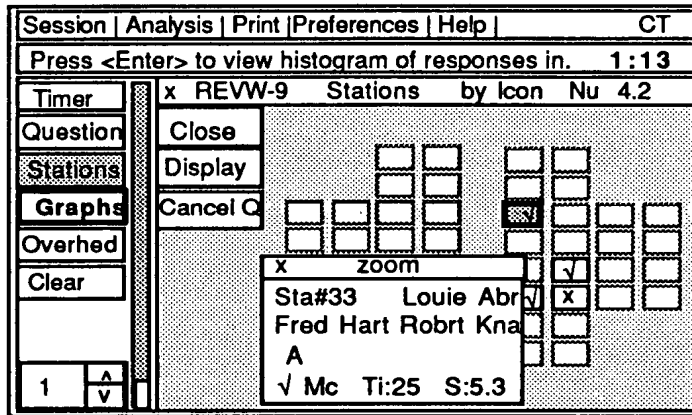 Session | Analysis | Print |Preferences | Help | CT
Press <Enter> to view histogram of responses in. 1:13
Timer
x REVW-9 Stations by Icon Nu 4.2
Question
Close
Stations
Display
Graphs
Cancel Q
√
Overhed
Clear
x zoom
√
Sta#33 Louie Abr
√ x
Fred Hart Robrt Kna
A
√ Mc Ti:25 S:5.3
1 ^
v